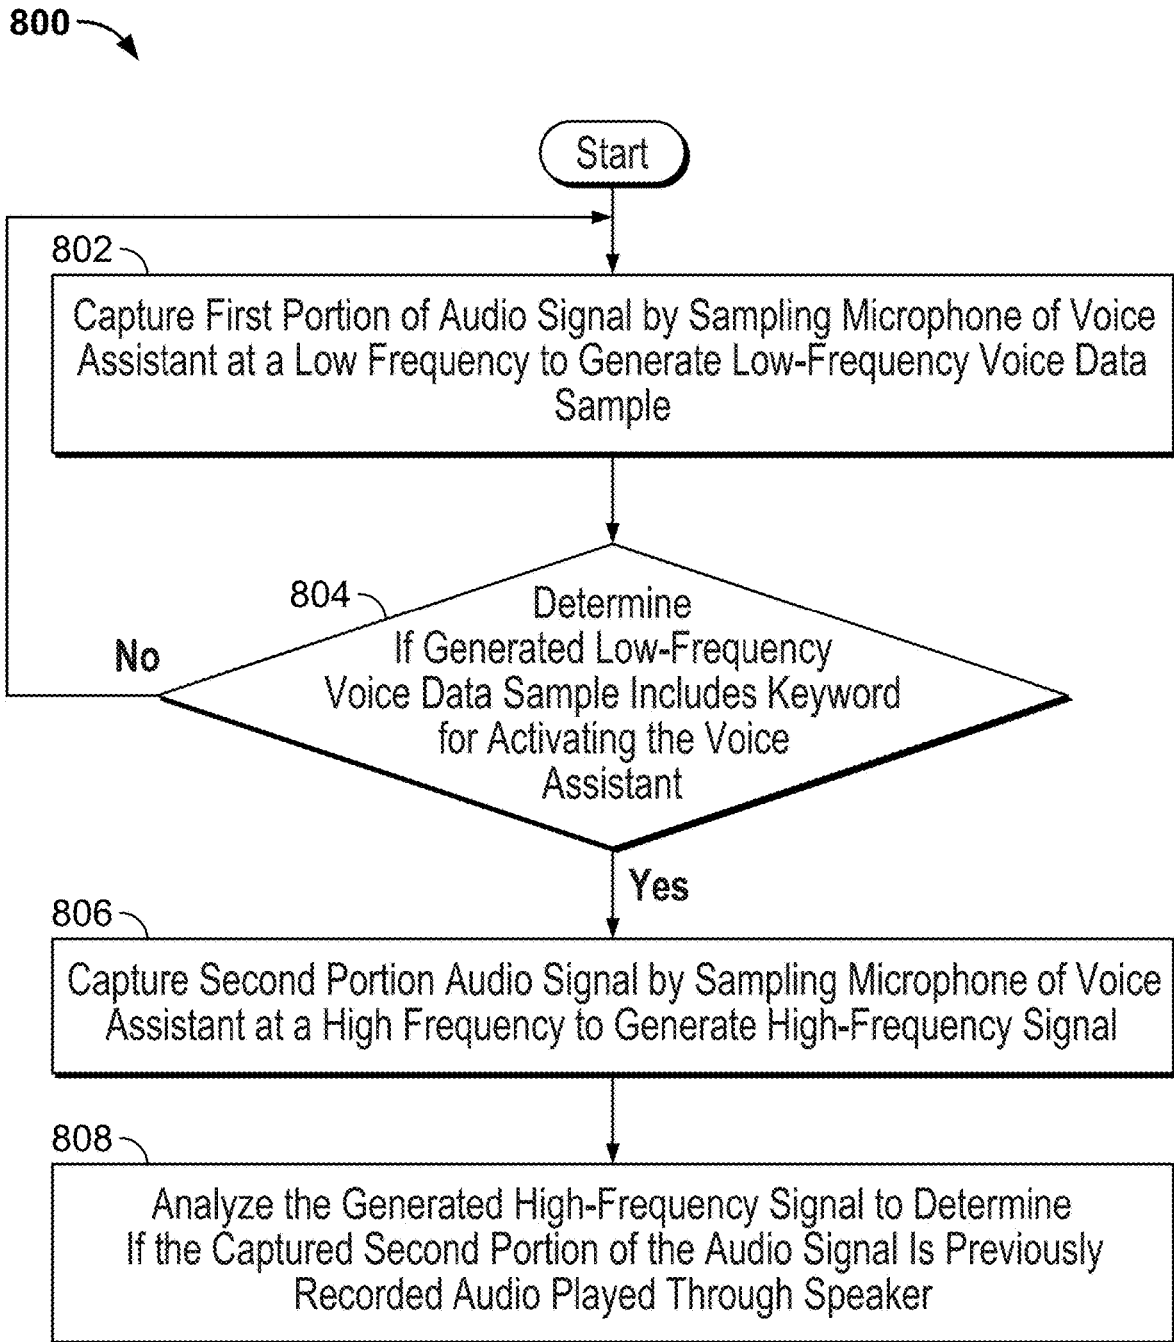 800
Start
802
Capture First Portion of Audio Signal by Sampling Microphone of Voice
Assistant at a Low Frequency to Generate Low-Frequency Voice Data
Sample
804
Determine
If Generated Low-Frequency
Voice Data Sample Includes Keyword
for Activating the Voice
Assistant
No
Yes
806
Capture Second Portion Audio Signal by Sampling Microphone of Voice
Assistant at a High Frequency to Generate High-Frequency Signal
808
Analyze the Generated High-Frequency Signal to Determine
If the Captured Second Portion of the Audio Signal Is Previously
Recorded Audio Played Through Speaker